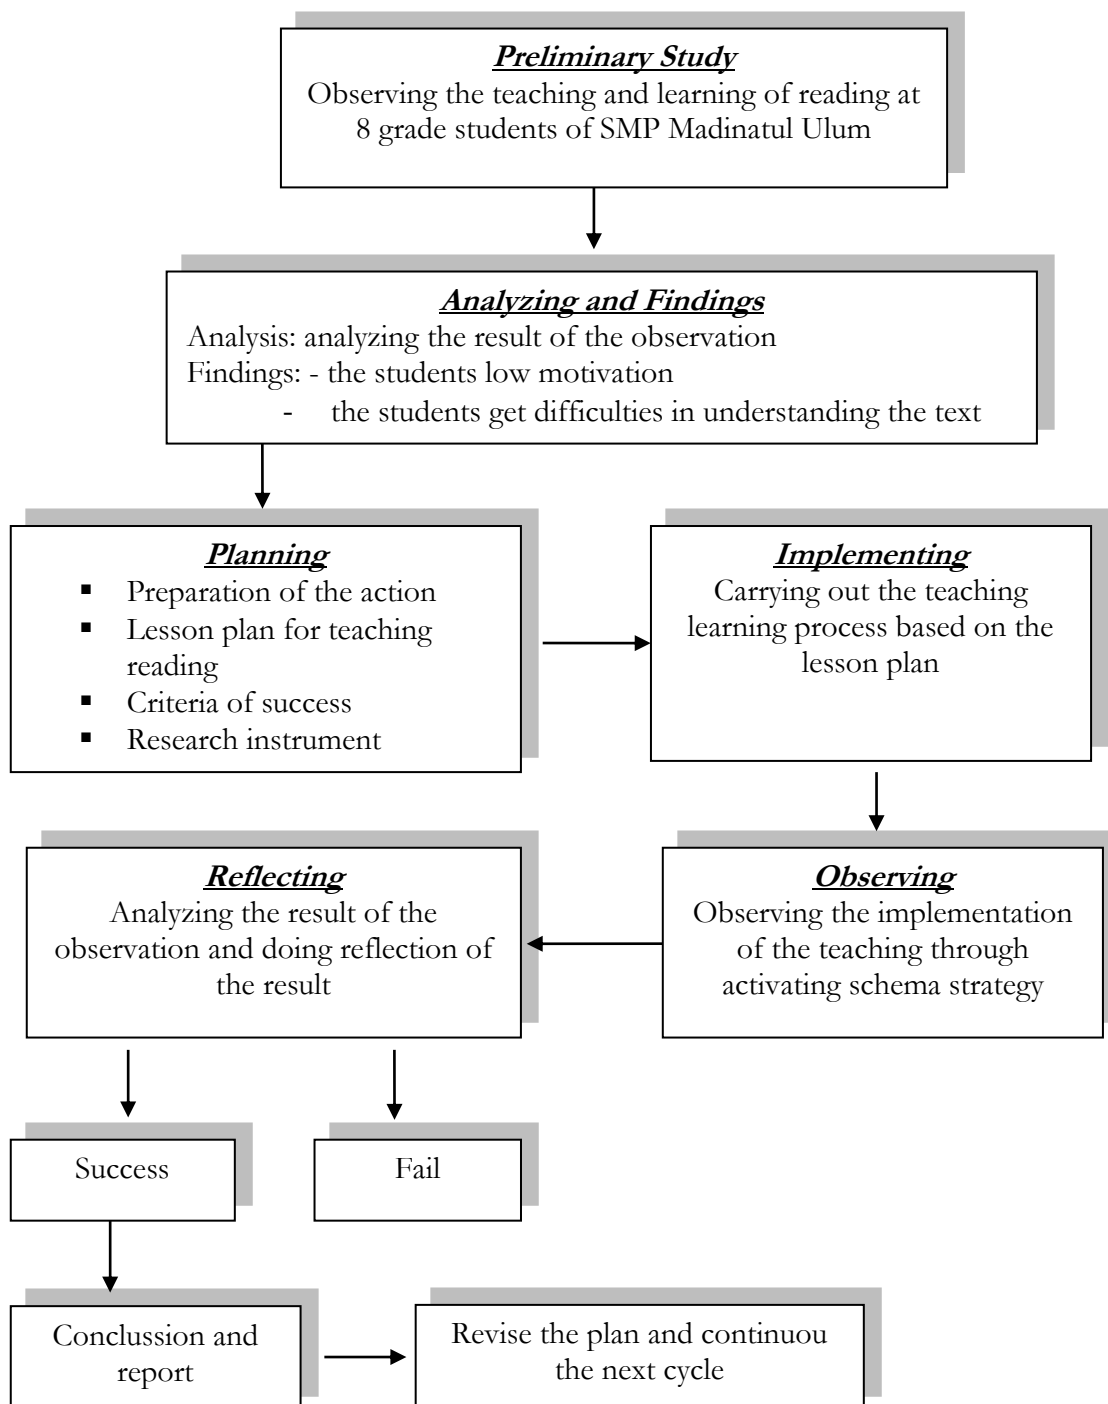 Preliminary Study
Observing the teaching and learning of reading at
8 grade students of SMP Madinatul Ulum
Analyzing and Findings
Analysis: analyzing the result of the observation
Findings: - the students low motivation
- the students get difficulties in understanding the text
Planning
▪ Preparation of the action
▪ Lesson plan for teaching
reading
▪ Criteria of success
▪ Research instrument
Implementing
Carrying out the teaching
learning process based on the
lesson plan
Reflecting
Analyzing the result of the
observation and doing reflection of
the result
Observing
Observing the implementation
of the teaching through
activating schema strategy
Success
Fail
Conclussion and
report
Revise the plan and continuou
the next cycle